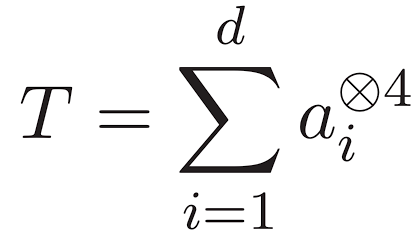 T = \sum_{i=1}^{d} a_i^{\otimes 4}